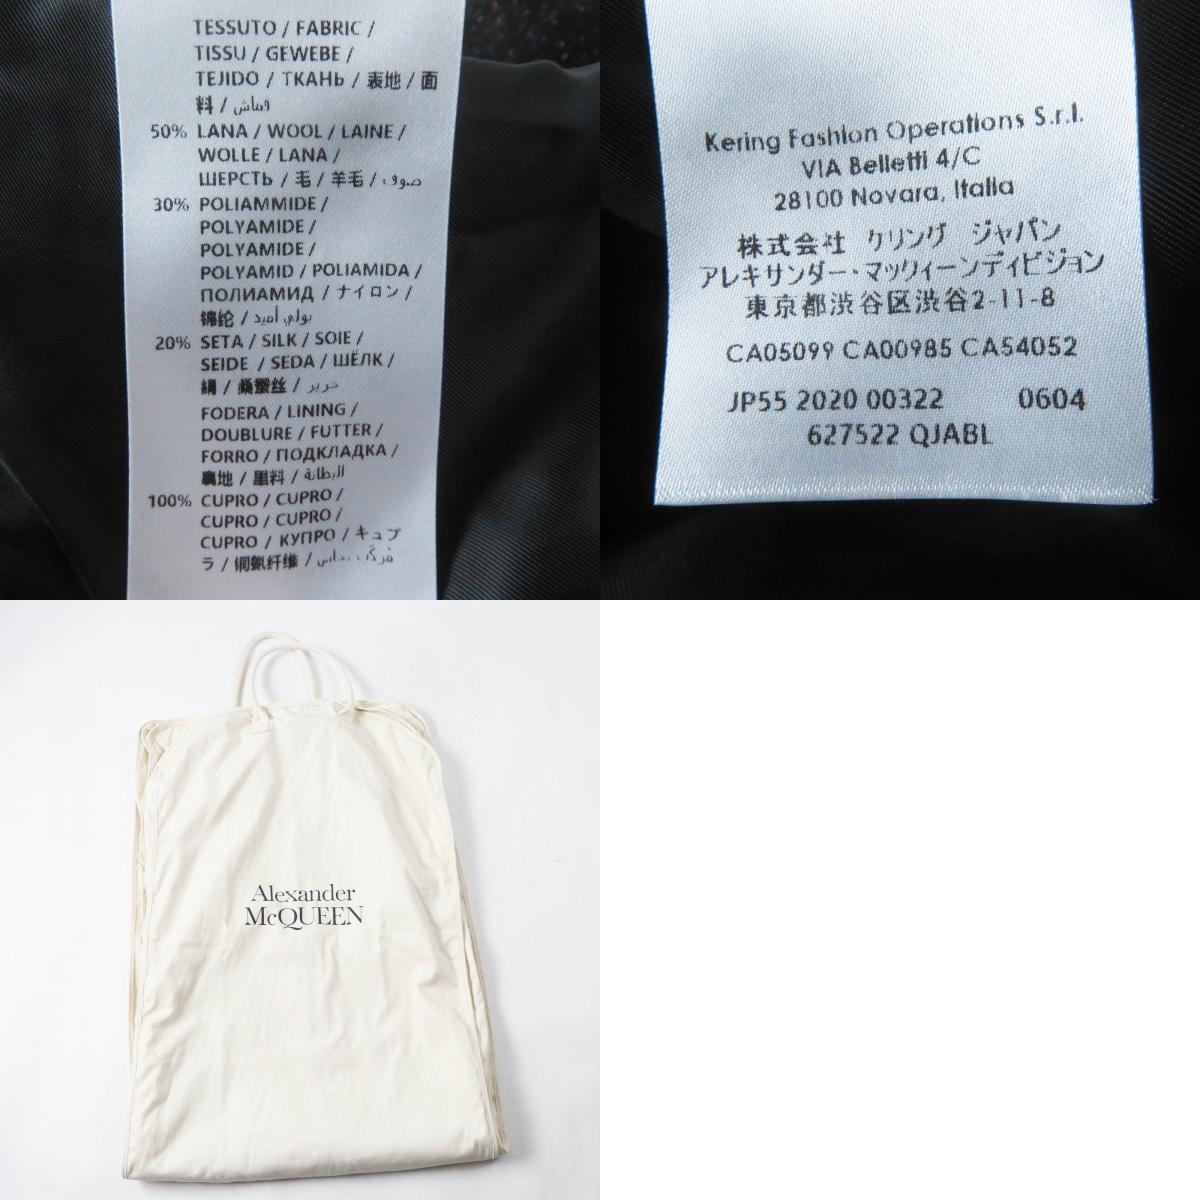 TESSUTO / FABRIC /
TISSU / GEWEBE /
TEJIDO / ТКАНЬ / 表地 / 面
料 / قماش
50% LANA / WOOL / LAINE /
WOLLE / LANA /
ШЕРСТЬ / 毛 / 羊毛 / صوف
30% POLIAMMIDE /
POLYAMIDE /
POLYAMIDE /
POLYAMID / POLIAMIDA /
ПОЛИАМИД / ナイロン /
锦纶 / بولي أميد
20% SETA / SILK / SOIE /
SEIDE / SEDA / ШЁЛК /
絹 / 桑蚕丝 / حرير
FODERA / LINING /
DOUBLURE / FUTTER /
FORRO / ПОДКЛАДКА /
裏地 / 里料 / البطانة
100% CUPRO / CUPRO /
CUPRO / CUPRO /
CUPRO / КУПРО / キュプ
ラ / 铜氨纤维 /
Kering Fashion Operations S.r.l.
VIA Belletti 4/C
28100 Novara, Italia
株式会社 ケリング ジャパン
アレキサンダー・マックィーンディビジョン
東京都渋谷区渋谷2-11-8
CA05099 CA00985 CA54052
JP55 2020 00322 0604
627522 QJABL
Alexander
McQUEEN